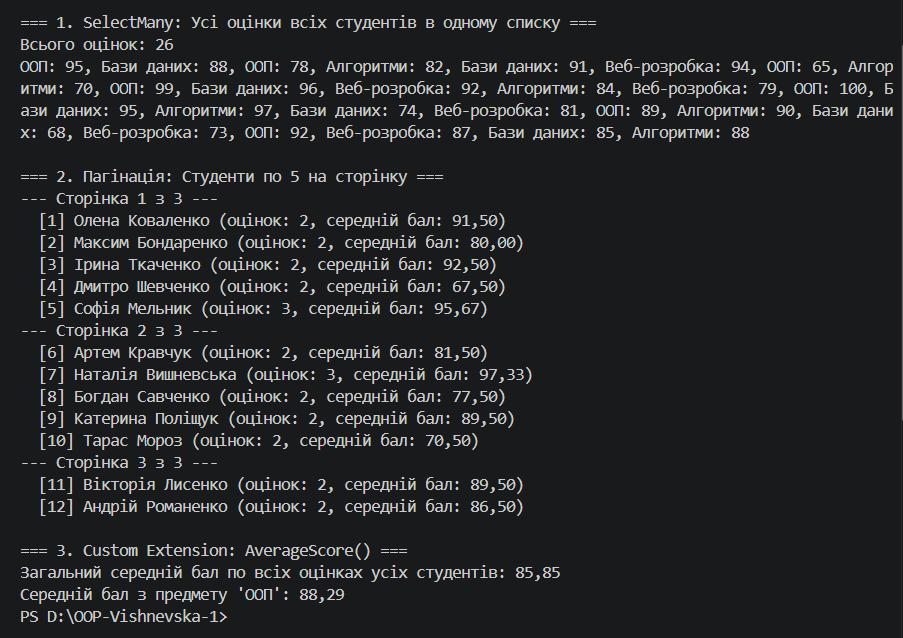 === 1. SelectMany: Усі оцінки всіх студентів в одному списку ===
Всього оцінок: 26
ООП: 95, Бази даних: 88, ООП: 78, Алгоритми: 82, Бази даних: 91, Веб-розробка: 94, ООП: 65, Алгор
итми: 70, ООП: 99, Бази даних: 96, Веб-розробка: 92, Алгоритми: 84, Веб-розробка: 79, ООП: 100, Б
ази даних: 95, Алгоритми: 97, Бази даних: 74, Веб-розробка: 81, ООП: 89, Алгоритми: 90, Бази дани
х: 68, Веб-розробка: 73, ООП: 92, Веб-розробка: 87, Бази даних: 85, Алгоритми: 88
=== 2. Пагінація: Студенти по 5 на сторінку ===
--- Сторінка 1 з 3 ---
[1] Олена Коваленко (оцінок: 2, середній бал: 91,50)
[2] Максим Бондаренко (оцінок: 2, середній бал: 80,00)
[3] Ірина Ткаченко (оцінок: 2, середній бал: 92,50)
[4] Дмитро Шевченко (оцінок: 2, середній бал: 67,50)
[5] Софія Мельник (оцінок: 3, середній бал: 95,67)
--- Сторінка 2 з 3 ---
[6] Артем Кравчук (оцінок: 2, середній бал: 81,50)
[7] Наталія Вишневська (оцінок: 3, середній бал: 97,33)
[8] Богдан Савченко (оцінок: 2, середній бал: 77,50)
[9] Катерина Поліщук (оцінок: 2, середній бал: 89,50)
[10] Тарас Мороз (оцінок: 2, середній бал: 70,50)
--- Сторінка 3 з 3 ---
[11] Вікторія Лисенко (оцінок: 2, середній бал: 89,50)
[12] Андрій Романенко (оцінок: 2, середній бал: 86,50)
=== 3. Custom Extension: AverageScore() ===
Загальний середній бал по всіх оцінках усіх студентів: 85,85
Середній бал з предмету 'ООП': 88,29
PS D:\OOP-Vishnevska-1>